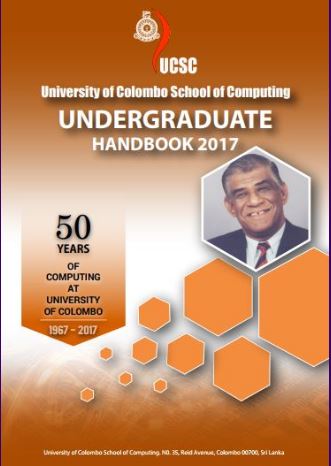 UCSC
University of Colombo School of Computing
UNDERGRADUATE
HANDBOOK 2017
50
YEARS
OF
COMPUTING
AT
UNIVERSITY
OF COLOMBO
1967 - 2017
University of Colombo School of Computing. N0. 35, Reid Avenue, Colombo 00700, Sri Lanka